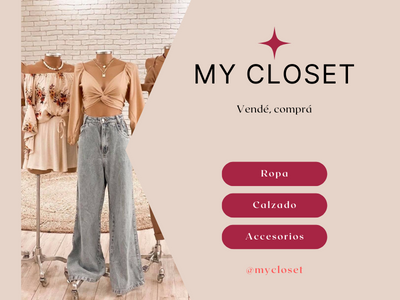 MY CLOSET
Vendé, comprá
Ropa
Calzado
Accesorios
@mycloset